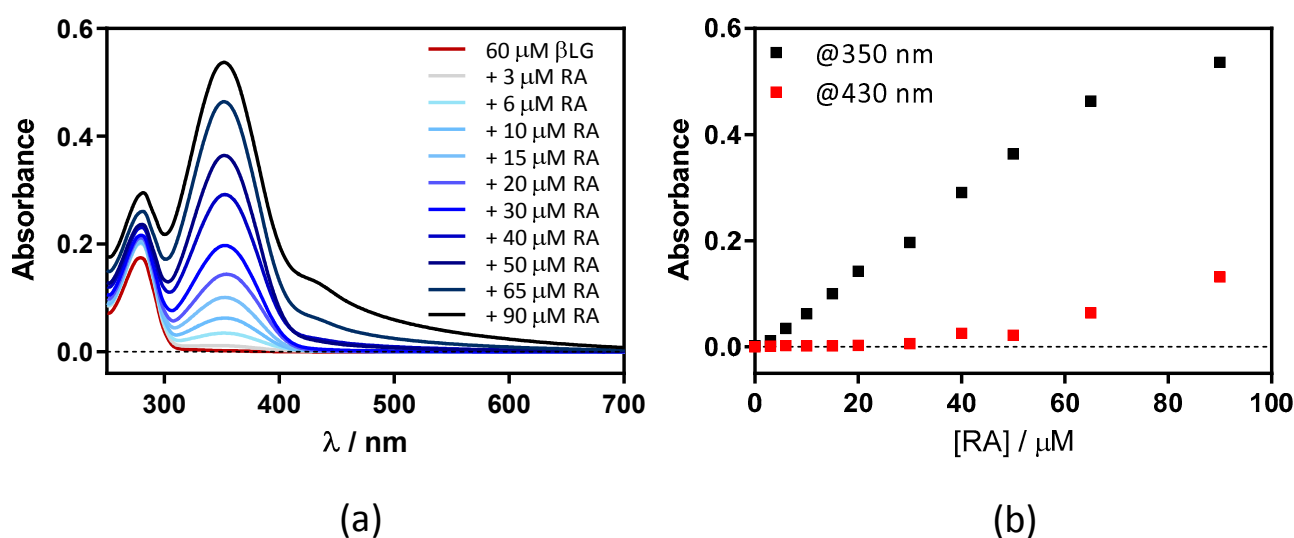 Absorbance
0.6
0.4
0.2
0.0
300
400
500
600
700
λ / nm
60 μM βLG
+ 3 μM RA
+ 6 μM RA
+ 10 μM RA
+ 15 μM RA
+ 20 μM RA
+ 30 μM RA
+ 40 μM RA
+ 50 μM RA
+ 65 μM RA
+ 90 μM RA
(a)
Absorbance
0.6
0.4
0.2
0.0
0
20
40
60
80
100
[RA] / μM
@350 nm
@430 nm
(b)